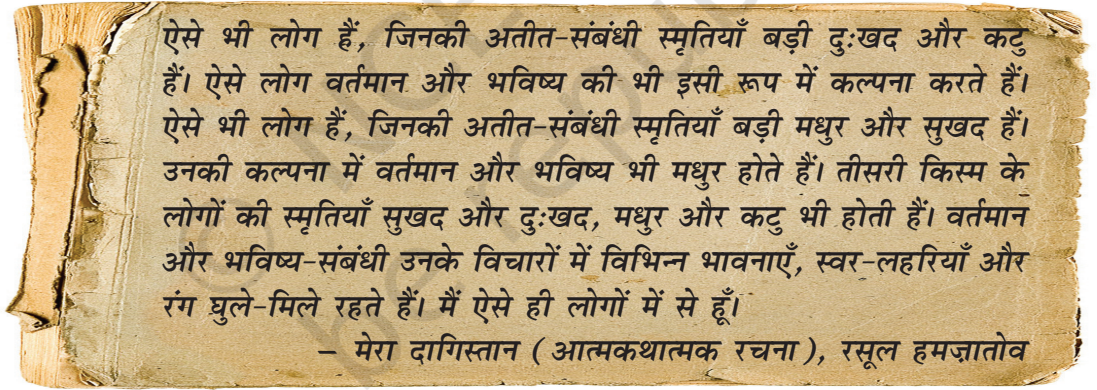 ऐसे भी लोग हैं, जिनकी अतीत-संबंधी स्मृतियाँ बड़ी दुःखद और कटु
हैं। ऐसे लोग वर्तमान और भविष्य की भी इसी रूप में कल्पना करते हैं।
ऐसे भी लोग हैं, जिनकी अतीत-संबंधी स्मृतियाँ बड़ी मधुर और सुखद हैं।
उनकी कल्पना में वर्तमान और भविष्य भी मधुर होते हैं। तीसरी किस्म के
लोगों की स्मृतियाँ सुखद और दुःखद, मधुर और कटु भी होती हैं। वर्तमान
और भविष्य-संबंधी उनके विचारों में विभिन्न भावनाएँ, स्वर-लहरियाँ और
रंग घुले-मिले रहते हैं। मैं ऐसे ही लोगों में से हूँ।
– मेरा दागिस्तान (आत्मकथात्मक रचना), रसूल हमज़ातोव